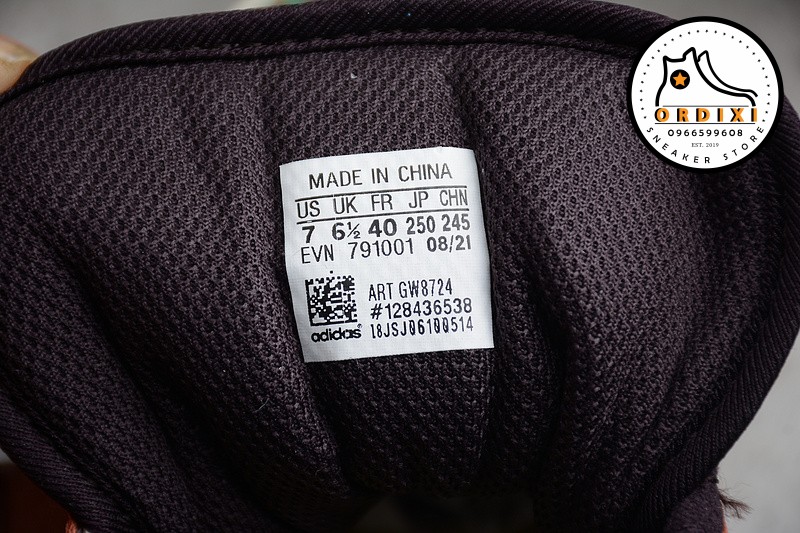 MADE IN CHINA
US UK FR JP CHN
7 6½ 40 250 245
EVN 791001 08/21
ART GW8724
#128436538
adidas®
18JSJ06100514
ORDIXI
0966599608
EST. 2019
SNEAKER STORE